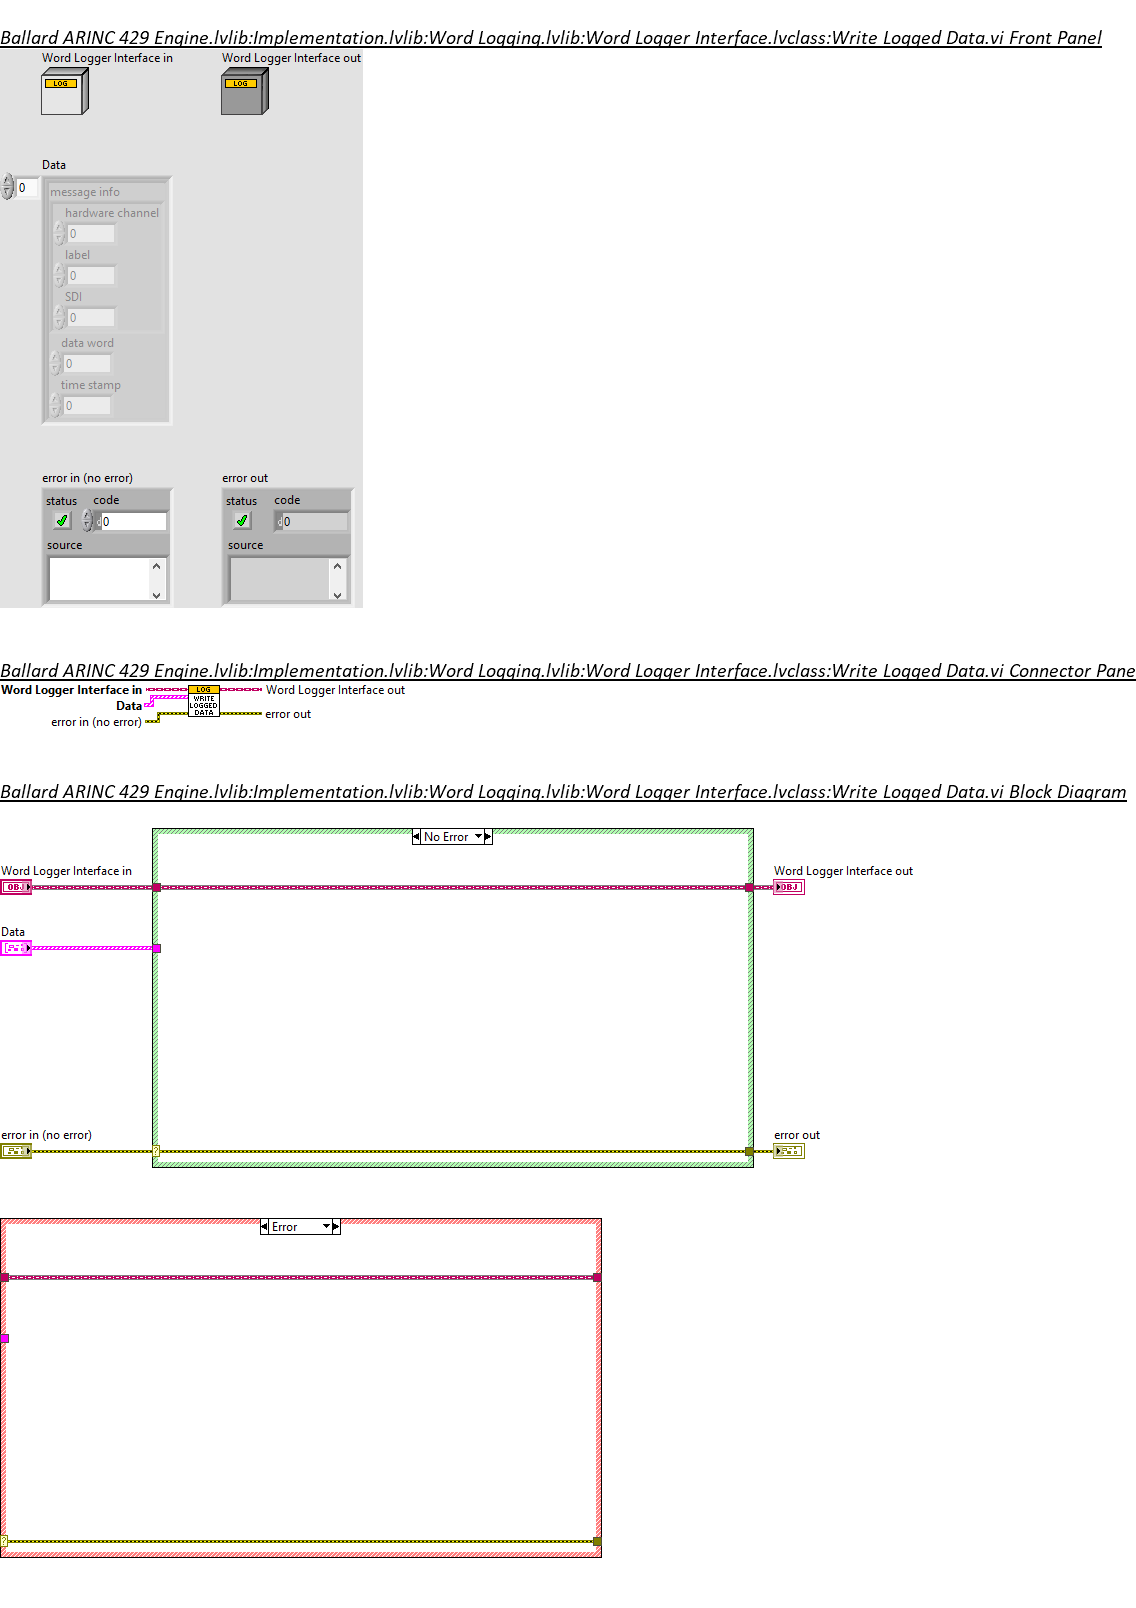 Ballard ARINC 429 Engine.lvlib:Implementation.lvlib:Word Logging.lvlib:Word Logger Interface.lvclass:Write Logged Data.vi Front Panel
Word Logger Interface in
Word Logger Interface out
LOG
LOG
Data
0
message info
hardware channel
0
label
0
SDI
0
data word
0
time stamp
0
error in (no error)
error out
status code
status code
d0
d0
source
source
Ballard ARINC 429 Engine.lvlib:Implementation.lvlib:Word Logging.lvlib:Word Logger Interface.lvclass:Write Logged Data.vi Connector Pane
Word Logger Interface in
LOG
Word Logger Interface out
Data
WRITE
LOGGED
DATA
error in (no error)
error out
Ballard ARINC 429 Engine.lvlib:Implementation.lvlib:Word Logging.lvlib:Word Logger Interface.lvclass:Write Logged Data.vi Block Diagram
No Error
Word Logger Interface in
Word Logger Interface out
OBJ
OBJ
Data
error in (no error)
error out
?
Error
?